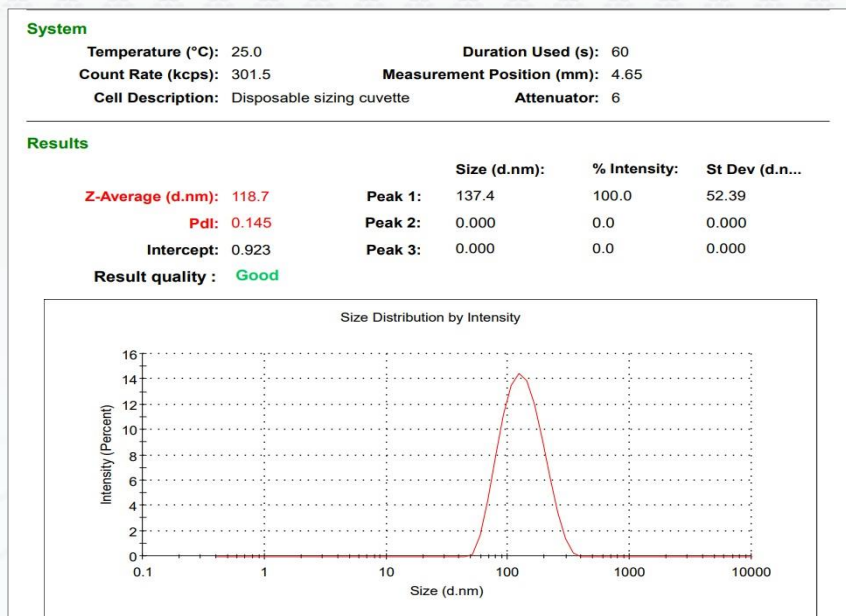 System
Temperature (°C): 25.0 Duration Used (s): 60
Count Rate (kcps): 301.5 Measurement Position (mm): 4.65
Cell Description: Disposable sizing cuvette Attenuator: 6
Results
Size (d.nm): % Intensity: St Dev (d.n...
Z-Average (d.nm): 118.7 Peak 1: 137.4 100.0 52.39
PdI: 0.145 Peak 2: 0.000 0.0 0.000
Intercept: 0.923 Peak 3: 0.000 0.0 0.000
Result quality : Good
Size Distribution by Intensity
Intensity (Percent)
16
14
12
10
8
6
4
2
0
0.1 1 10 100 1000 10000
Size (d.nm)